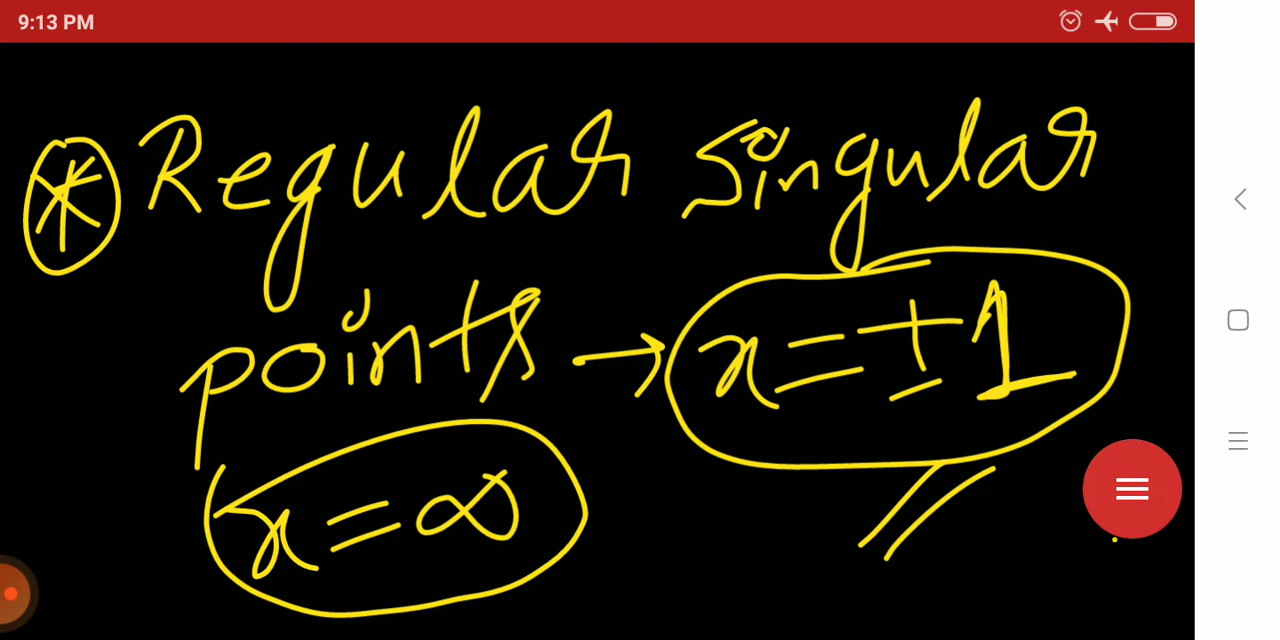 9:13 PM
* Regular Singular
points → x = ± 1
x = ∞